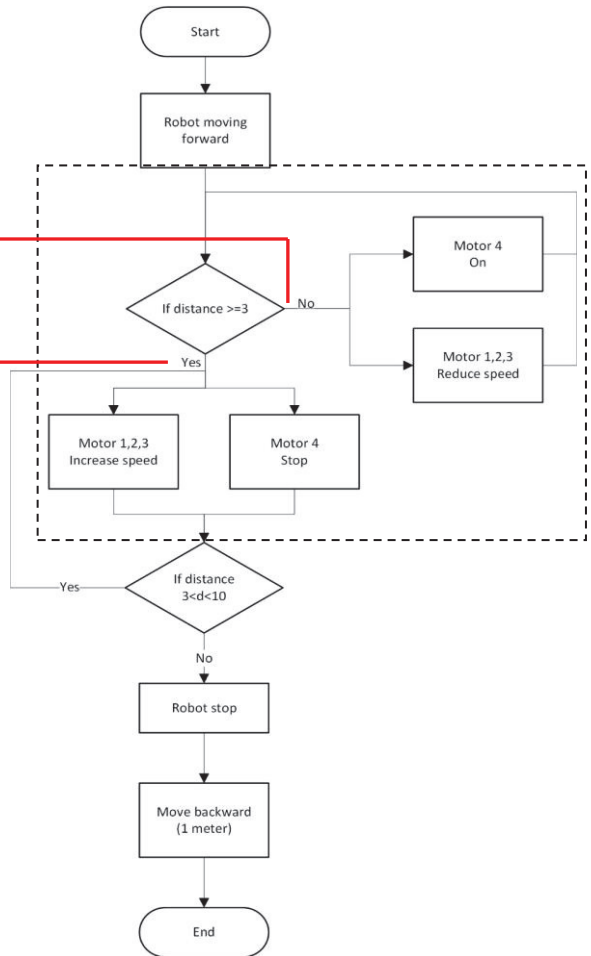 Start
Robot moving
forward
If distance >=3
No
Motor 4
On
Motor 1,2,3
Reduce speed
Yes
Motor 1,2,3
Increase speed
Motor 4
Stop
If distance
3<d<10
Yes
No
Robot stop
Move backward
(1 meter)
End